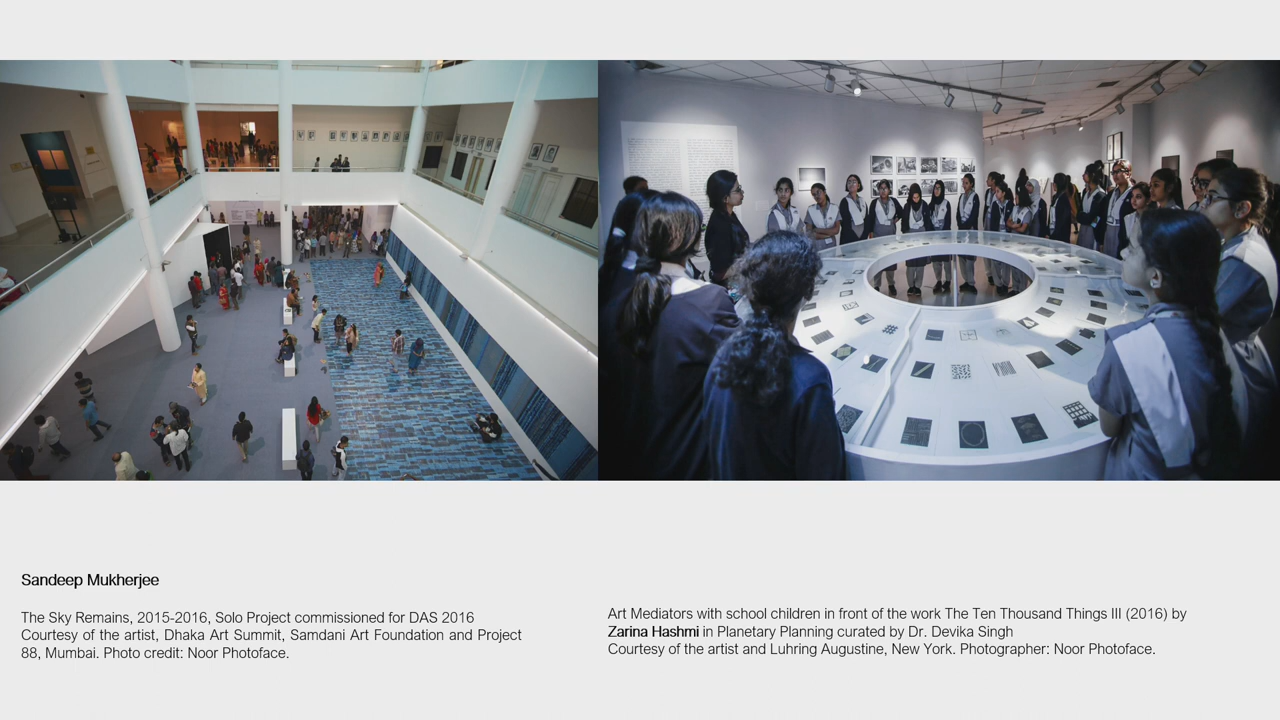 Sandeep Mukherjee
The Sky Remains, 2015-2016, Solo Project commissioned for DAS 2016
Courtesy of the artist, Dhaka Art Summit, Samdani Art Foundation and Project
88, Mumbai. Photo credit: Noor Photoface.
Art Mediators with school children in front of the work The Ten Thousand Things III (2016) by
Zarina Hashmi in Planetary Planning curated by Dr. Devika Singh
Courtesy of the artist and Luhring Augustine, New York. Photographer: Noor Photoface.